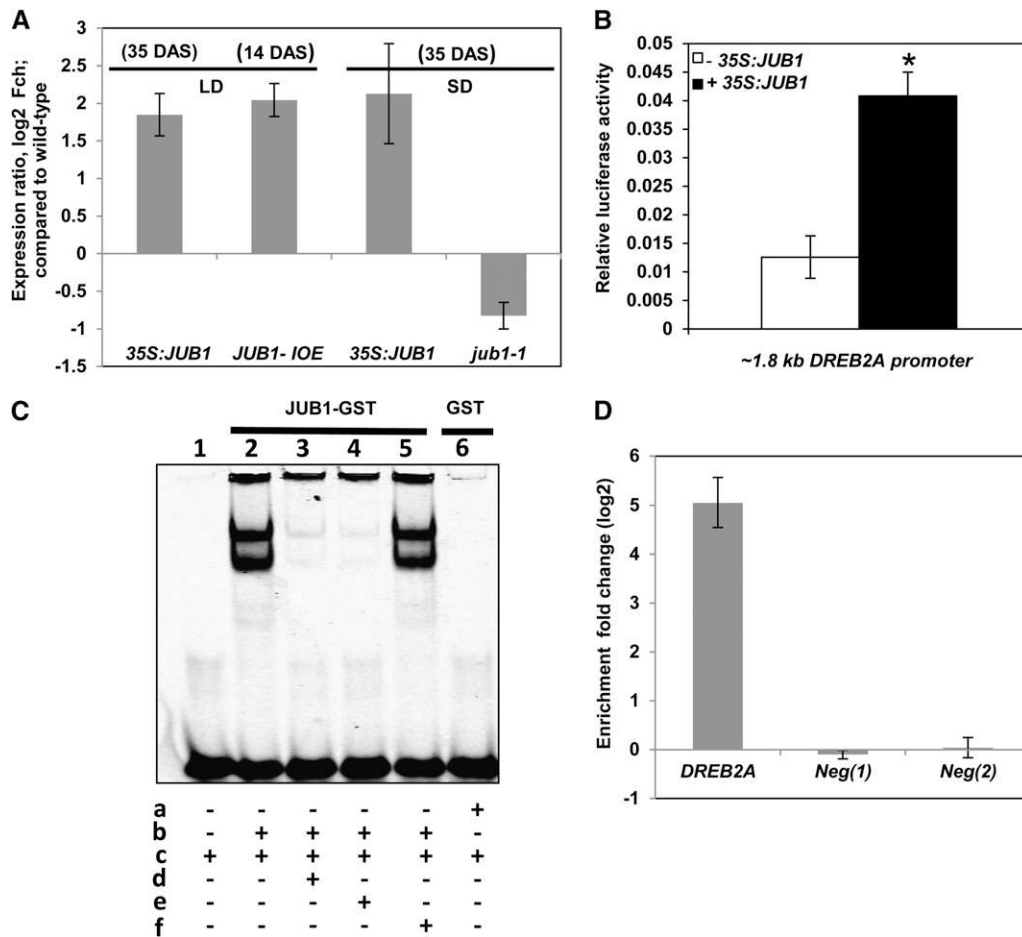 A
Expression ratio, log2 Fch;
compared to wild-type
3
2.5
2
1.5
1
0.5
0
-0.5
-1
-1.5
(35 DAS) (14 DAS) (35 DAS)
LD SD
35S:JUB1 JUB1- IOE 35S:JUB1 jub1-1
B
Relative luciferase activity
0.05
0.045
0.04
0.035
0.03
0.025
0.02
0.015
0.01
0.005
0
- 35S:JUB1
+ 35S:JUB1
*
~1.8 kb DREB2A promoter
C
JUB1-GST GST
1 2 3 4 5 6
a - - - - - +
b - + + + + -
c + + + + + +
d - - + - - -
e - - - + - -
f - - - - + -
D
Enrichment fold change (log2)
6
5
4
3
2
1
0
-1
DREB2A Neg(1) Neg(2)